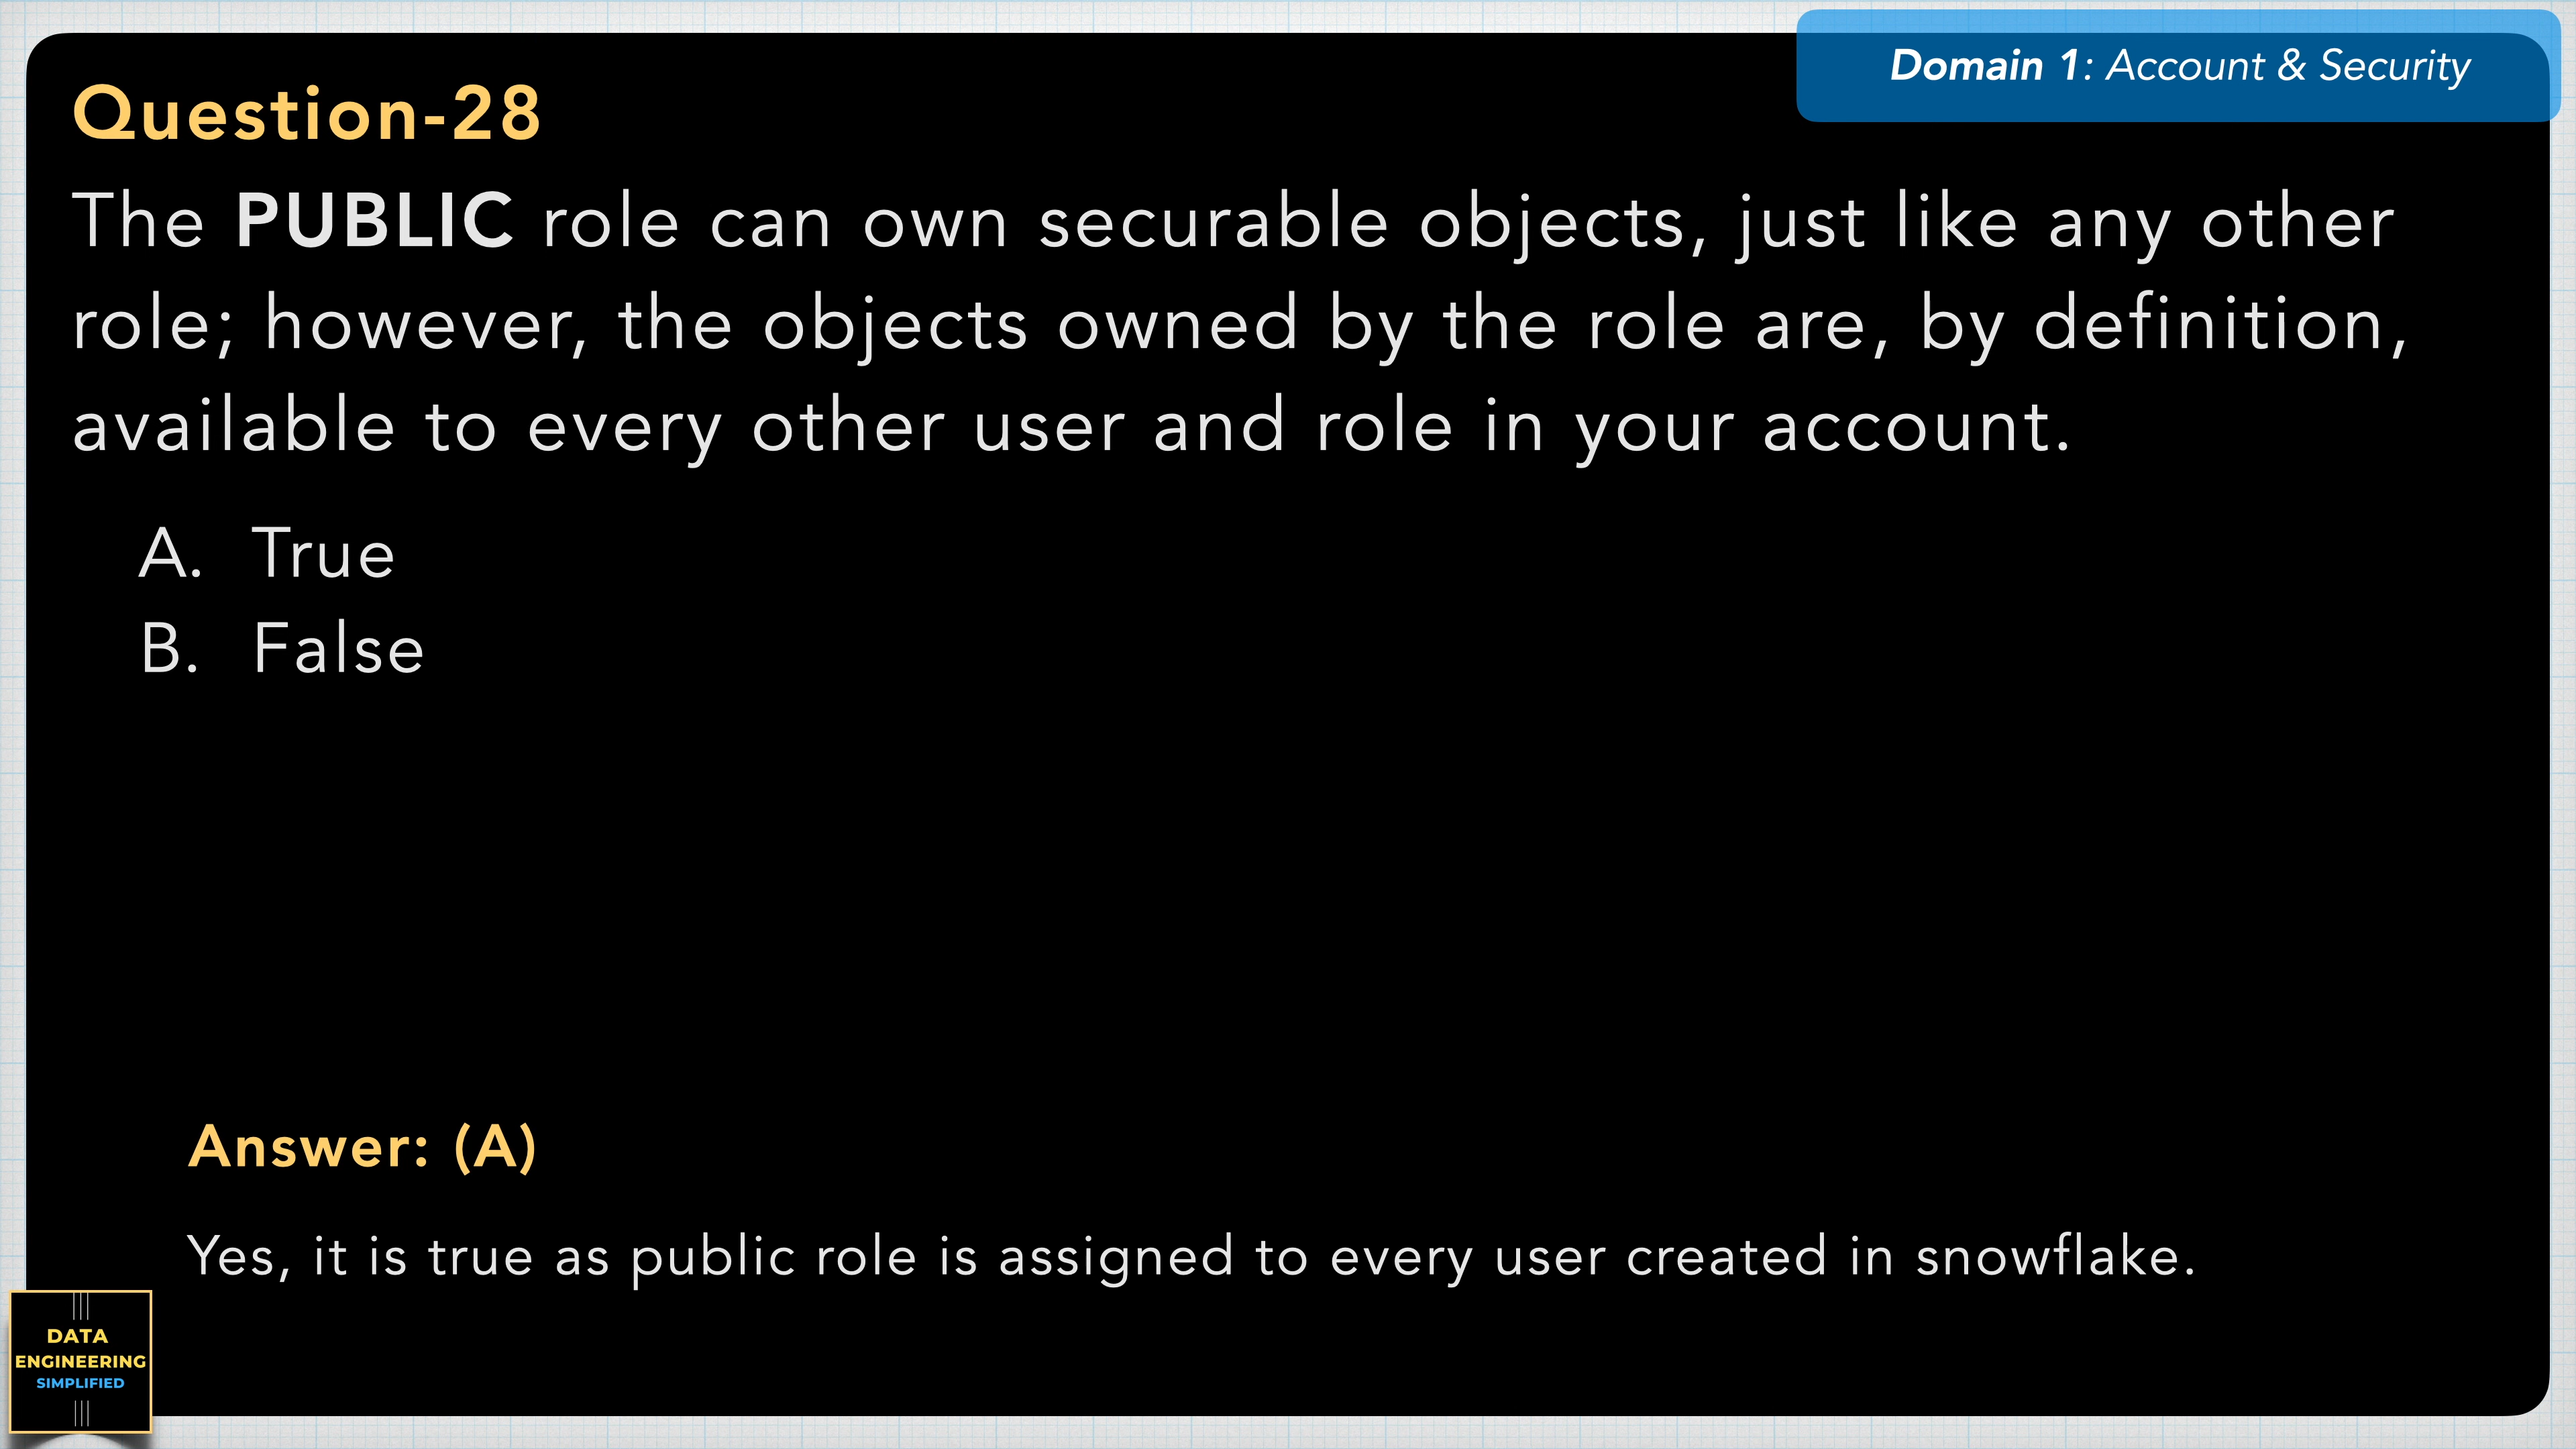 Domain 1: Account & Security
Question-28
The PUBLIC role can own securable objects, just like any other
role; however, the objects owned by the role are, by definition,
available to every other user and role in your account.
A. True
B. False
Answer: (A)
Yes, it is true as public role is assigned to every user created in snowflake.
DATA
ENGINEERING
SIMPLIFIED